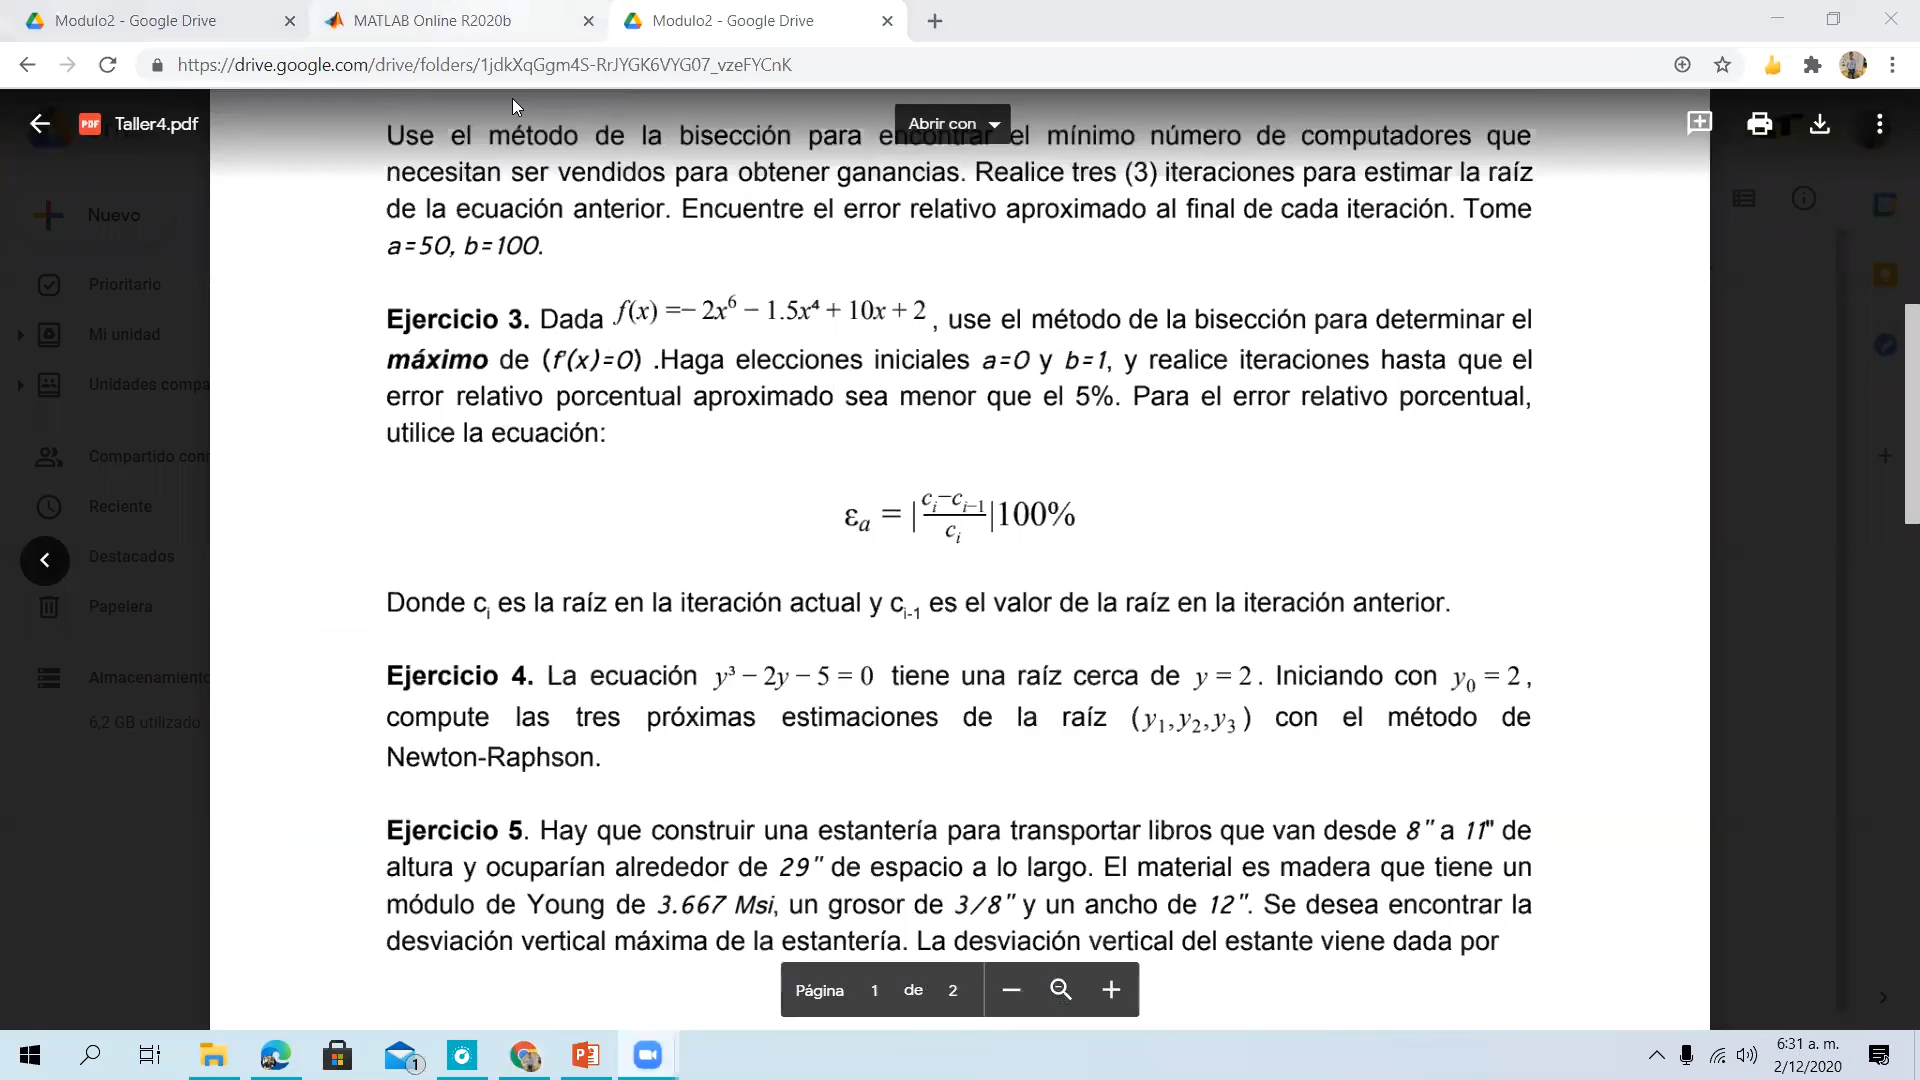 Modulo2 - Google Drive
MATLAB Online R2020b
Modulo2 - Google Drive
https://drive.google.com/drive/folders/1jdkXqGgm4S-RrJYGK6VYG07_vzeFYCnK
PDF Taller4.pdf
Abrir con
Use el método de la bisección para encontrar el mínimo número de computadores que
necesitan ser vendidos para obtener ganancias. Realice tres (3) iteraciones para estimar la raíz
de la ecuación anterior. Encuentre el error relativo aproximado al final de cada iteración. Tome
a=50, b=100.
Ejercicio 3. Dada f(x) =− 2x⁶ − 1.5x⁴ + 10x + 2 , use el método de la bisección para determinar el
máximo de (f'(x)=0) .Haga elecciones iniciales a=0 y b=1, y realice iteraciones hasta que el
error relativo porcentual aproximado sea menor que el 5%. Para el error relativo porcentual,
utilice la ecuación:
εₐ = |(cᵢ−cᵢ₋₁)/cᵢ|100%
Donde cᵢ es la raíz en la iteración actual y cᵢ₋₁ es el valor de la raíz en la iteración anterior.
Ejercicio 4. La ecuación y³ − 2y − 5 = 0 tiene una raíz cerca de y = 2 . Iniciando con y₀ = 2 ,
compute las tres próximas estimaciones de la raíz (y₁,y₂,y₃ ) con el método de
Newton-Raphson.
Ejercicio 5. Hay que construir una estantería para transportar libros que van desde 8" a 11" de
altura y ocuparían alrededor de 29" de espacio a lo largo. El material es madera que tiene un
módulo de Young de 3.667 Msi, un grosor de 3/8" y un ancho de 12". Se desea encontrar la
desviación vertical máxima de la estantería. La desviación vertical del estante viene dada por
Nuevo
Prioritario
Mi unidad
Unidades compa
Compartido con
Reciente
Destacados
Papelera
Almacenamiento
6,2 GB utilizado
Página 1 de 2
1
6:31 a. m.
2/12/2020